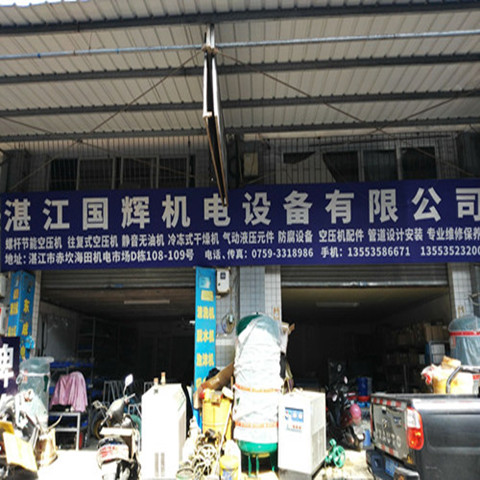 湛江国辉机电设备有限公司
螺杆节能空压机 往复式空压机 静音无油机 冷冻式干燥机 气动液压元件 防腐设备 空压机配件 管道设计安装 专业维修保养
地址:湛江市赤坎海田机电市场D栋108-109号 电话.传真:0759-3318986 手机:13553586671 1355352320